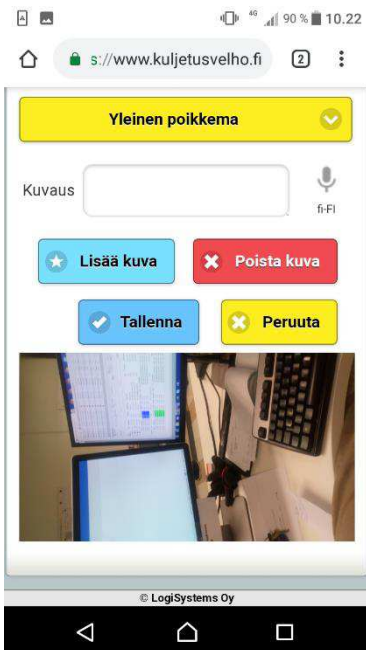 A 4G 90 % 10.22
s://www.kuljetusvelho.fi 2
Yleinen poikkema
Kuvaus
fi-FI
Lisää kuva Poista kuva
Tallenna Peruuta
© LogiSystems Oy